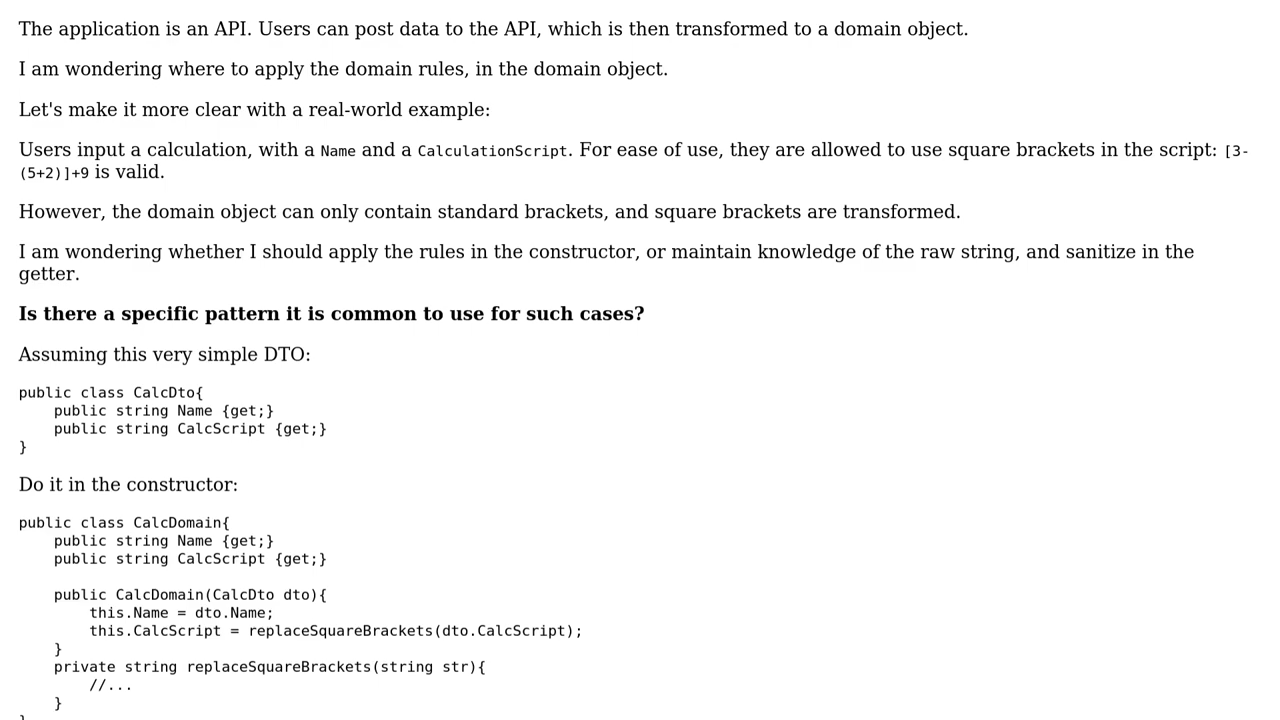 The application is an API. Users can post data to the API, which is then transformed to a domain object.
I am wondering where to apply the domain rules, in the domain object.
Let's make it more clear with a real-world example:
Users input a calculation, with a Name and a CalculationScript. For ease of use, they are allowed to use square brackets in the script: [3-
(5+2)]+9 is valid.
However, the domain object can only contain standard brackets, and square brackets are transformed.
I am wondering whether I should apply the rules in the constructor, or maintain knowledge of the raw string, and sanitize in the
getter.
Is there a specific pattern it is common to use for such cases?
Assuming this very simple DTO:
public class CalcDto{
    public string Name {get;}
    public string CalcScript {get;}
}
Do it in the constructor:
public class CalcDomain{
    public string Name {get;}
    public string CalcScript {get;}
    public CalcDomain(CalcDto dto){
        this.Name = dto.Name;
        this.CalcScript = replaceSquareBrackets(dto.CalcScript);
    }
    private string replaceSquareBrackets(string str){
        //...
    }
}